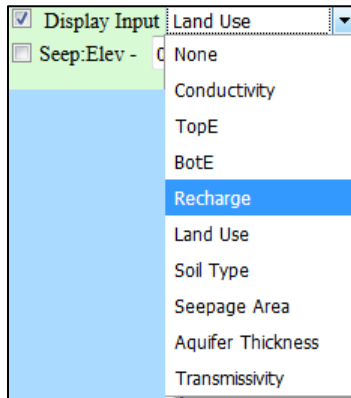 Display Input Land Use
Seep:Elev - 0 None
Conductivity
TopE
BotE
Recharge
Land Use
Soil Type
Seepage Area
Aquifer Thickness
Transmissivity